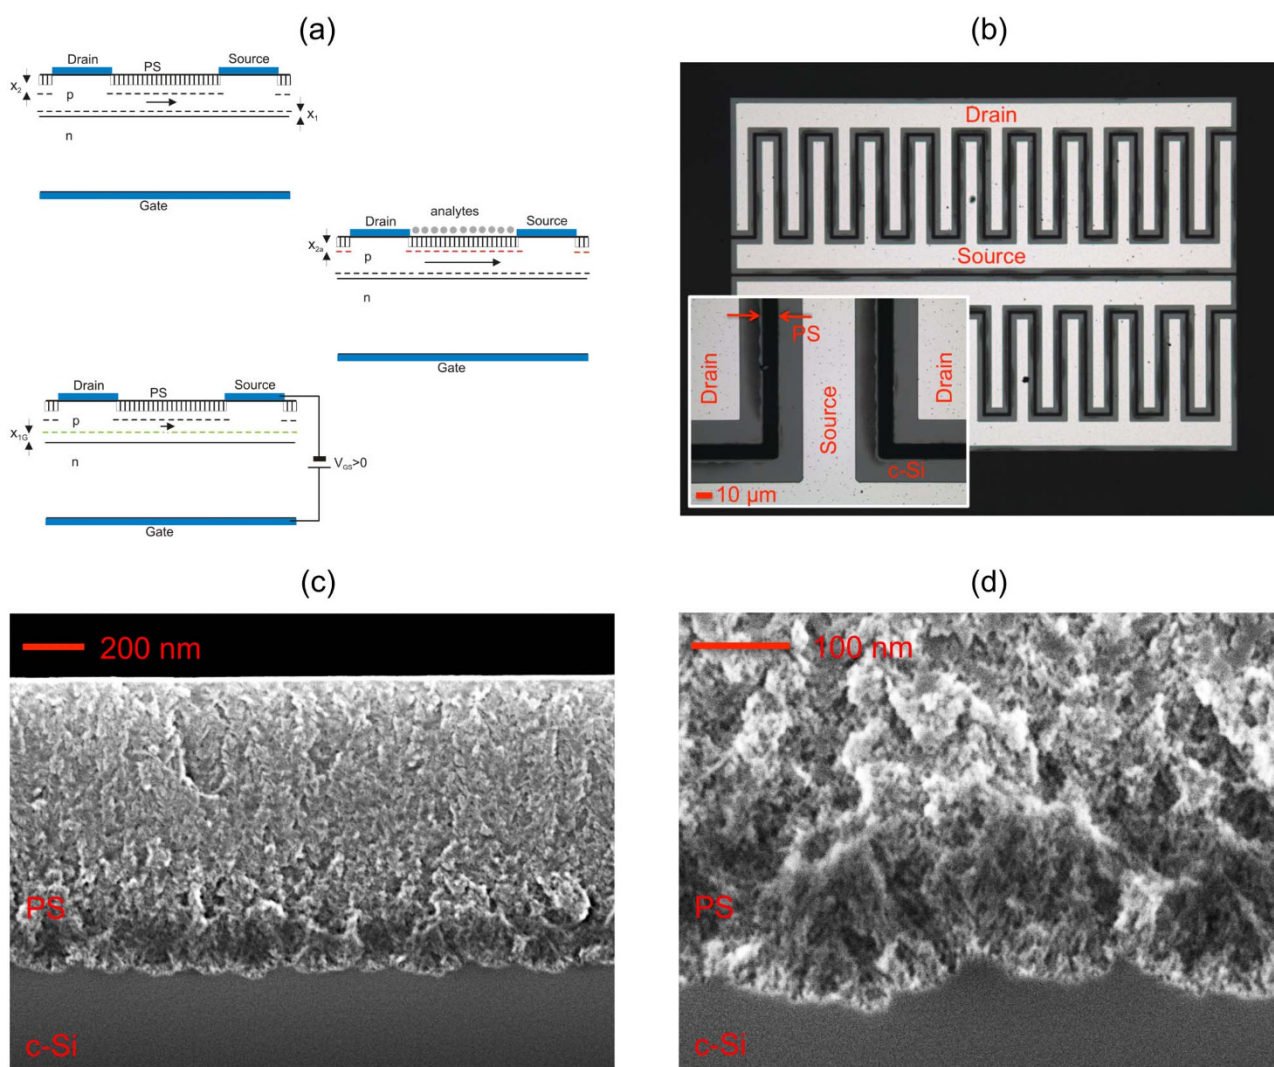 (a)
Drain PS Source
x2
p
x1
n
Gate
Drain analytes Source
x2a
p
n
Gate
Drain PS Source
p
x1G
n
VGS>0
Gate
(b)
Drain
Source
PS
Drain
Source
Drain
c-Si
10 µm
(c)
200 nm
PS
c-Si
(d)
100 nm
PS
c-Si